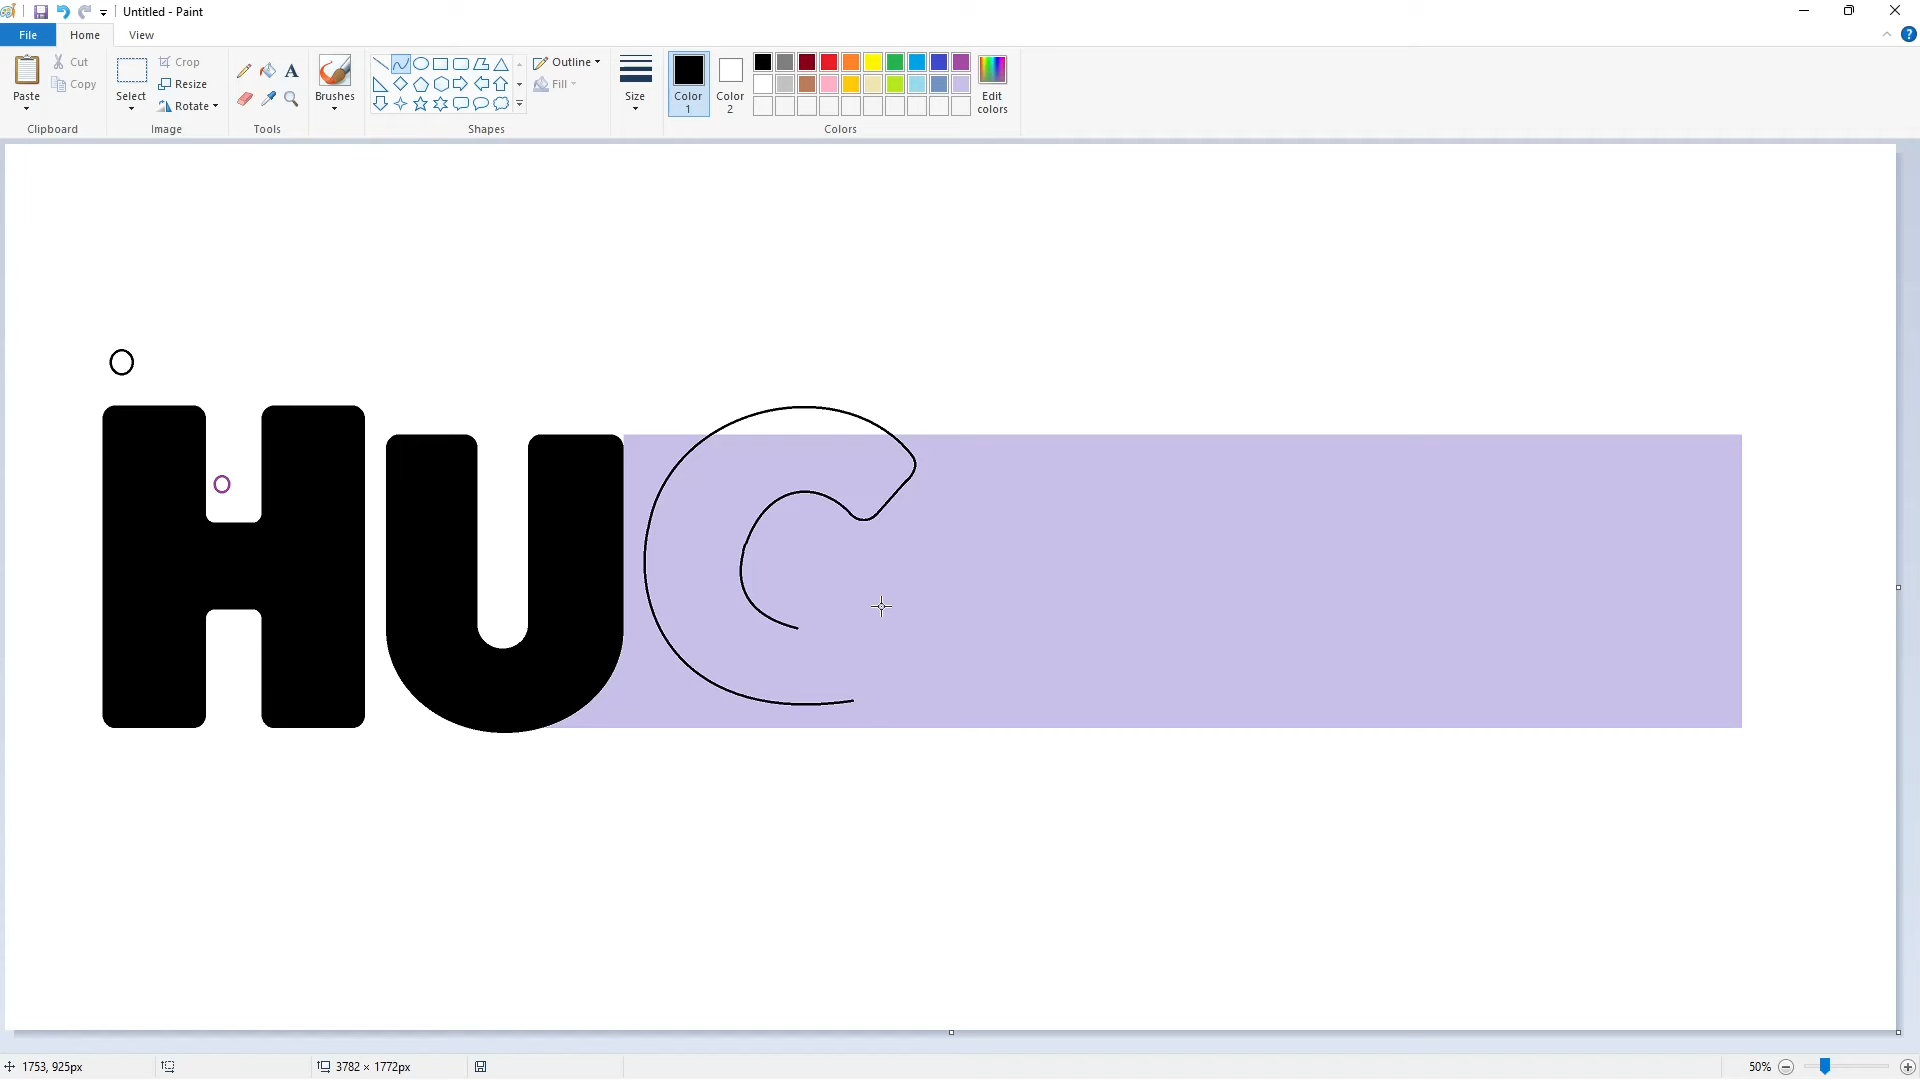 Untitled - Paint
File Home View
Paste
Cut
Copy
Clipboard
Select
Crop
Resize
Rotate
Image
Tools
Brushes
Shapes
Outline
Fill
Size
Color 1
Color 2
Edit colors
Colors
HU
1753, 925px
3782 × 1772px
50%